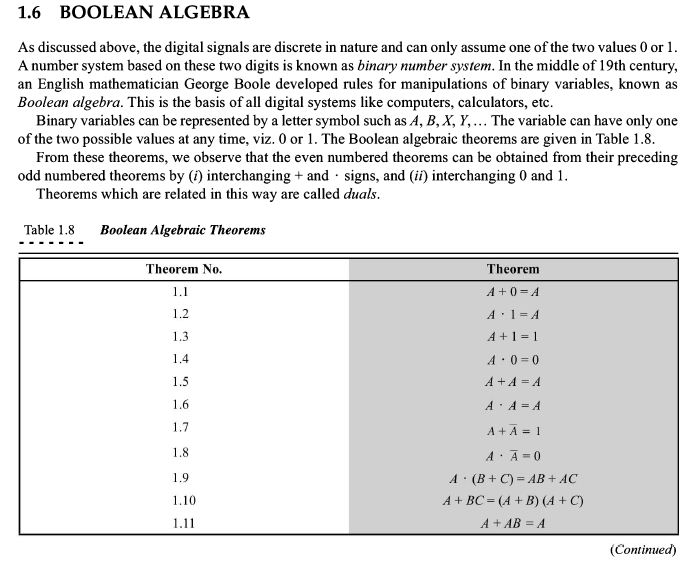 1.6 BOOLEAN ALGEBRA
As discussed above, the digital signals are discrete in nature and can only assume one of the two values 0 or 1.
A number system based on these two digits is known as binary number system. In the middle of 19th century,
an English mathematician George Boole developed rules for manipulations of binary variables, known as
Boolean algebra. This is the basis of all digital systems like computers, calculators, etc.
Binary variables can be represented by a letter symbol such as A, B, X, Y,... The variable can have only one
of the two possible values at any time, viz. 0 or 1. The Boolean algebraic theorems are given in Table 1.8.
From these theorems, we observe that the even numbered theorems can be obtained from their preceding
odd numbered theorems by (i) interchanging + and · signs, and (ii) interchanging 0 and 1.
Theorems which are related in this way are called duals.
Table 1.8 Boolean Algebraic Theorems
Theorem No. Theorem
1.1 A + 0 = A
1.2 A · 1 = A
1.3 A + 1 = 1
1.4 A · 0 = 0
1.5 A + A = A
1.6 A · A = A
1.7 A + A̅ = 1
1.8 A · A̅ = 0
1.9 A · (B + C) = AB + AC
1.10 A + BC = (A + B) (A + C)
1.11 A + AB = A
(Continued)